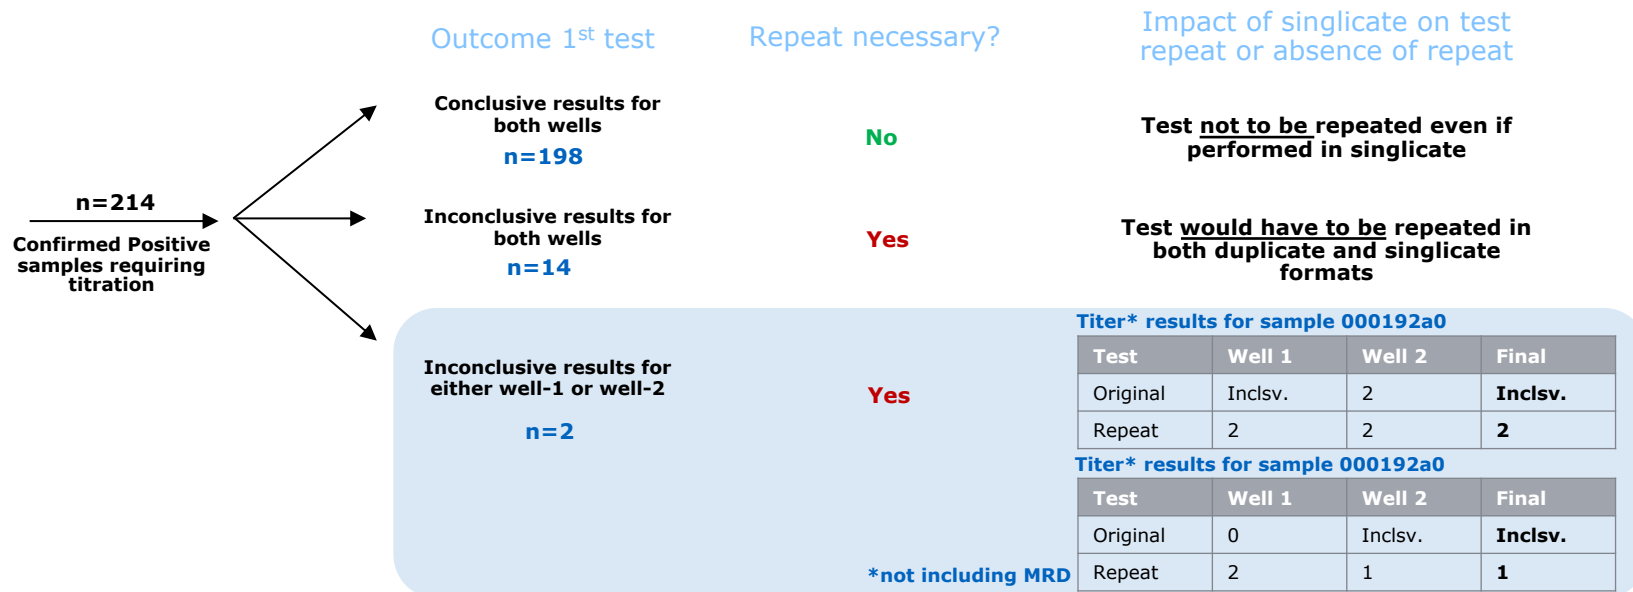 Outcome 1st test
Repeat necessary?
Impact of singlicate on test
repeat or absence of repeat
n=214
Confirmed Positive
samples requiring
titration
Conclusive results for
both wells
n=198
No
Test not to be repeated even if
performed in singlicate
Inconclusive results for
both wells
n=14
Yes
Test would have to be repeated in
both duplicate and singlicate
formats
Inconclusive results for
either well-1 or well-2
n=2
Yes
Titer* results for sample 000192a0
Test Well 1 Well 2 Final
Original Inclsv. 2 Inclsv.
Repeat 2 2 2
Titer* results for sample 000192a0
Test Well 1 Well 2 Final
Original 0 Inclsv. Inclsv.
Repeat 2 1 1
*not including MRD